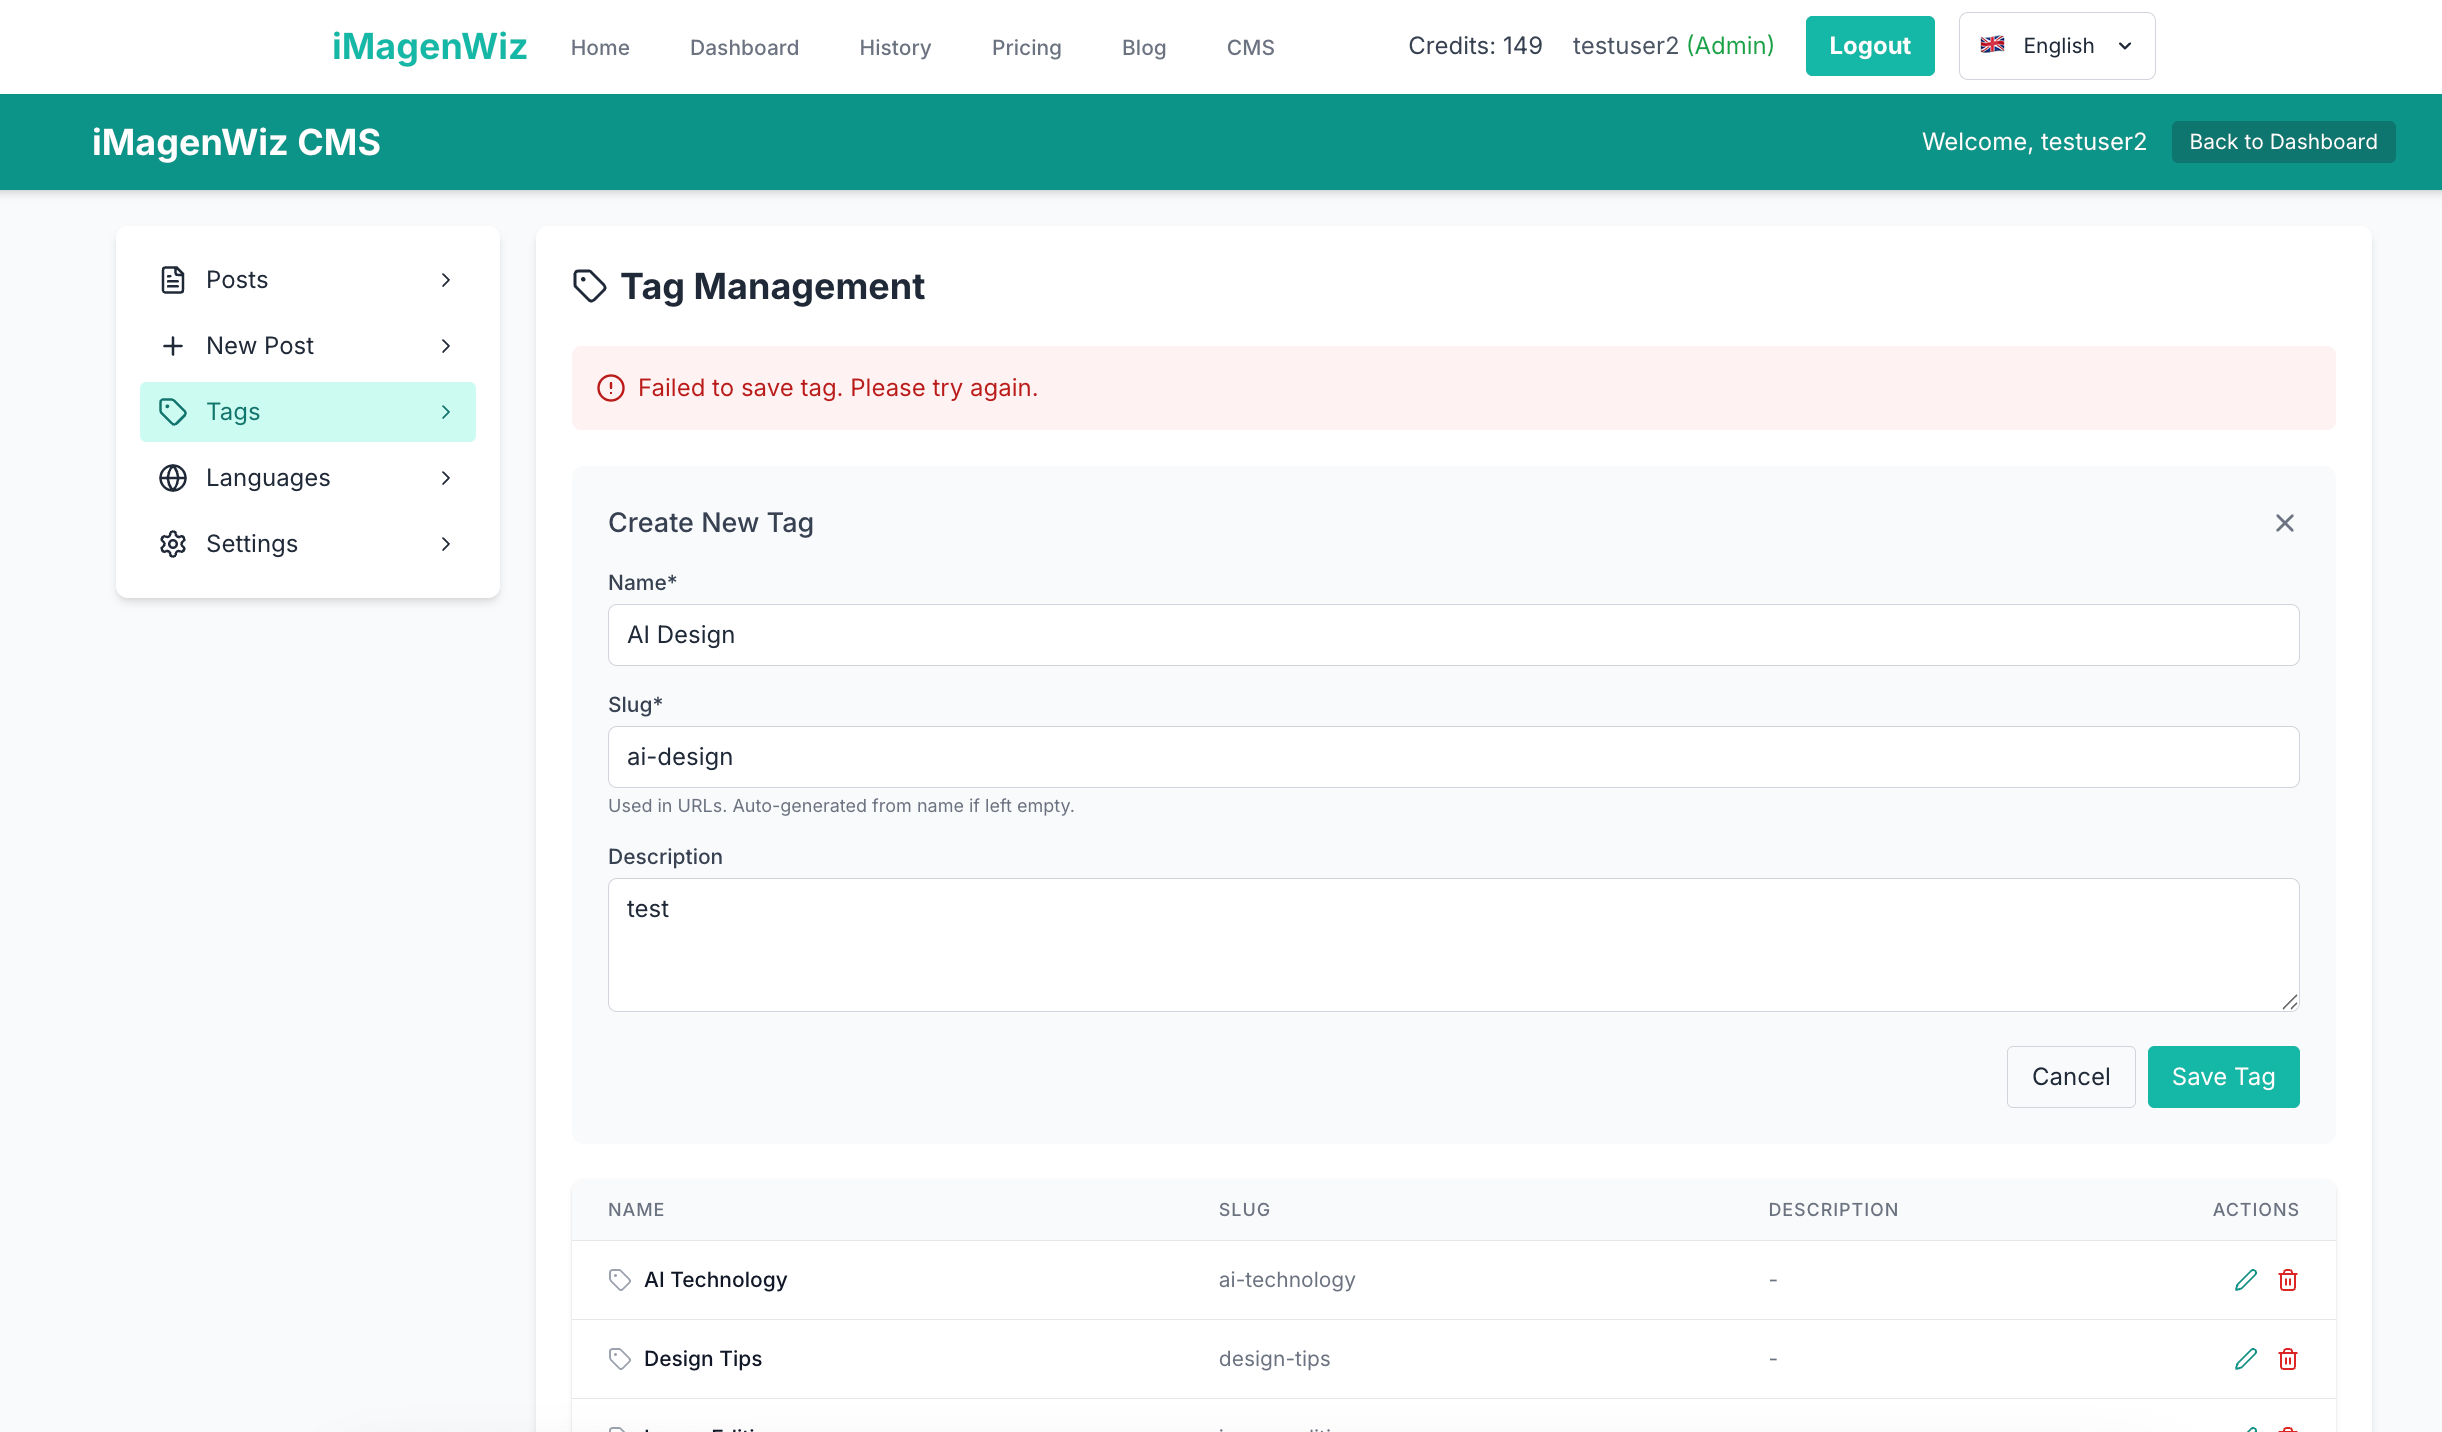 iMagenWiz Home Dashboard History Pricing Blog CMS Credits: 149 testuser2 (Admin) Logout English
iMagenWiz CMS Welcome, testuser2 Back to Dashboard
Posts
New Post
Tags
Languages
Settings
Tag Management
Failed to save tag. Please try again.
Create New Tag
Name*
AI Design
Slug*
ai-design
Used in URLs. Auto-generated from name if left empty.
Description
test
Cancel Save Tag
NAME SLUG DESCRIPTION ACTIONS
AI Technology ai-technology -
Design Tips design-tips -